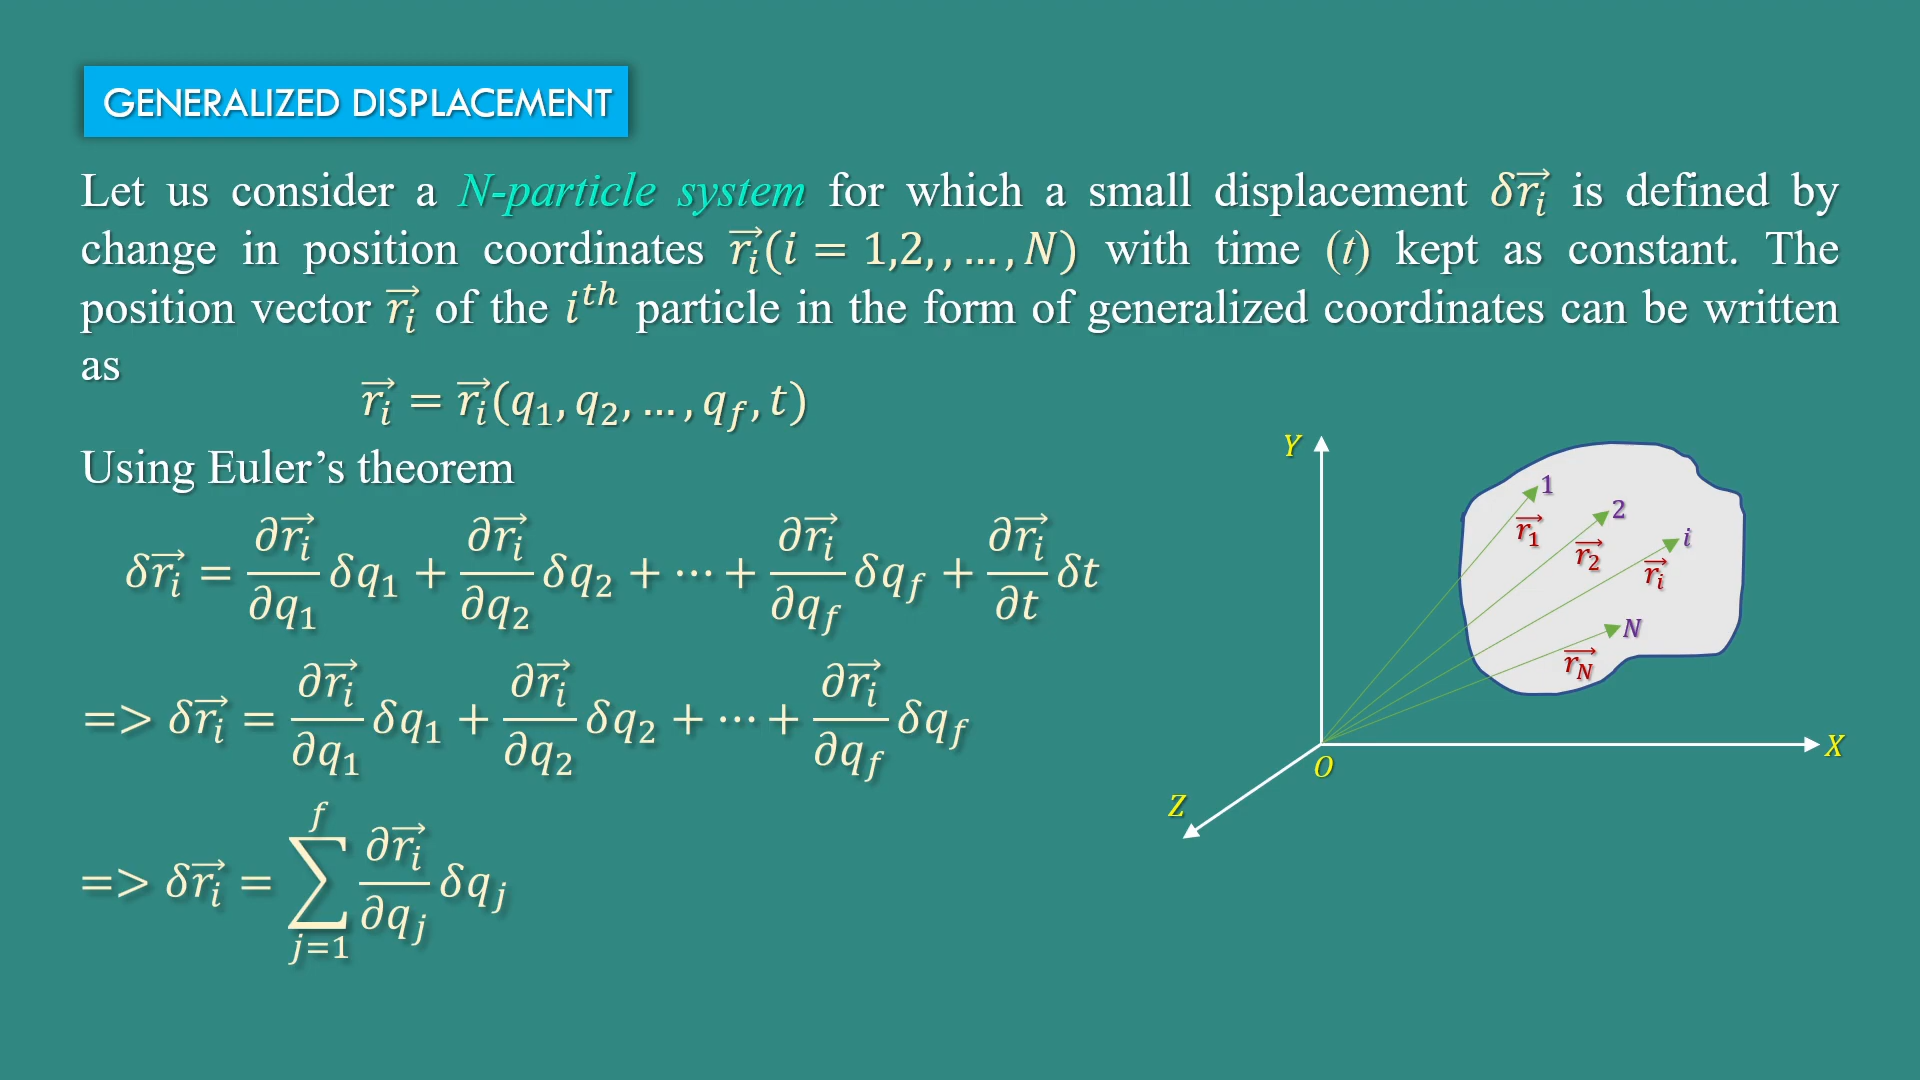 GENERALIZED DISPLACEMENT
Let us consider a N-particle system for which a small displacement δr⃗ᵢ is defined by
change in position coordinates r⃗ᵢ(i = 1,2, , … , N) with time (t) kept as constant. The
position vector r⃗ᵢ of the iᵗʰ particle in the form of generalized coordinates can be written
as
r⃗ᵢ = r⃗ᵢ(q₁, q₂, … , q_f, t)
Using Euler’s theorem
δr⃗ᵢ = ∂r⃗ᵢ/∂q₁ δq₁ + ∂r⃗ᵢ/∂q₂ δq₂ + ⋯ + ∂r⃗ᵢ/∂q_f δq_f + ∂r⃗ᵢ/∂t δt
=> δr⃗ᵢ = ∂r⃗ᵢ/∂q₁ δq₁ + ∂r⃗ᵢ/∂q₂ δq₂ + ⋯ + ∂r⃗ᵢ/∂q_f δq_f
=> δr⃗ᵢ = ∑_{j=1}^{f} ∂r⃗ᵢ/∂qⱼ δqⱼ
Y
1
r⃗₁
2
r⃗₂
i
r⃗ᵢ
N
r⃗_N
X
O
Z